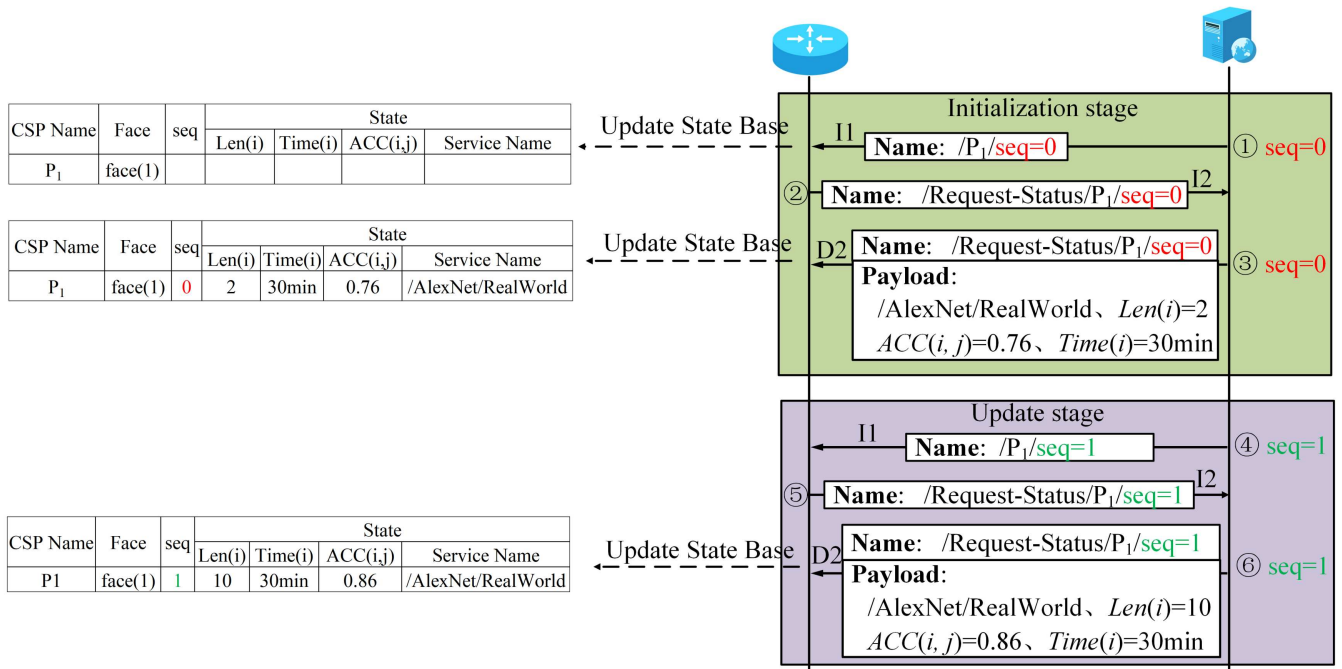 Initialization stage
CSP Name Face seq State
Len(i) Time(i) ACC(i,j) Service Name
P₁ face(1)
Update State Base
I1
Name: /P₁/seq=0
① seq=0
②
Name: /Request-Status/P₁/seq=0
I2
CSP Name Face seq State
Len(i) Time(i) ACC(i,j) Service Name
P₁ face(1) 0 2 30min 0.76 /AlexNet/RealWorld
Update State Base
D2
Name: /Request-Status/P₁/seq=0
Payload:
/AlexNet/RealWorld、Len(i)=2
ACC(i, j)=0.76、Time(i)=30min
③ seq=0
Update stage
I1
Name: /P₁/seq=1
④ seq=1
⑤
Name: /Request-Status/P₁/seq=1
I2
CSP Name Face seq State
Len(i) Time(i) ACC(i,j) Service Name
P1 face(1) 1 10 30min 0.86 /AlexNet/RealWorld
Update State Base
D2
Name: /Request-Status/P₁/seq=1
Payload:
/AlexNet/RealWorld、Len(i)=10
ACC(i, j)=0.86、Time(i)=30min
⑥ seq=1